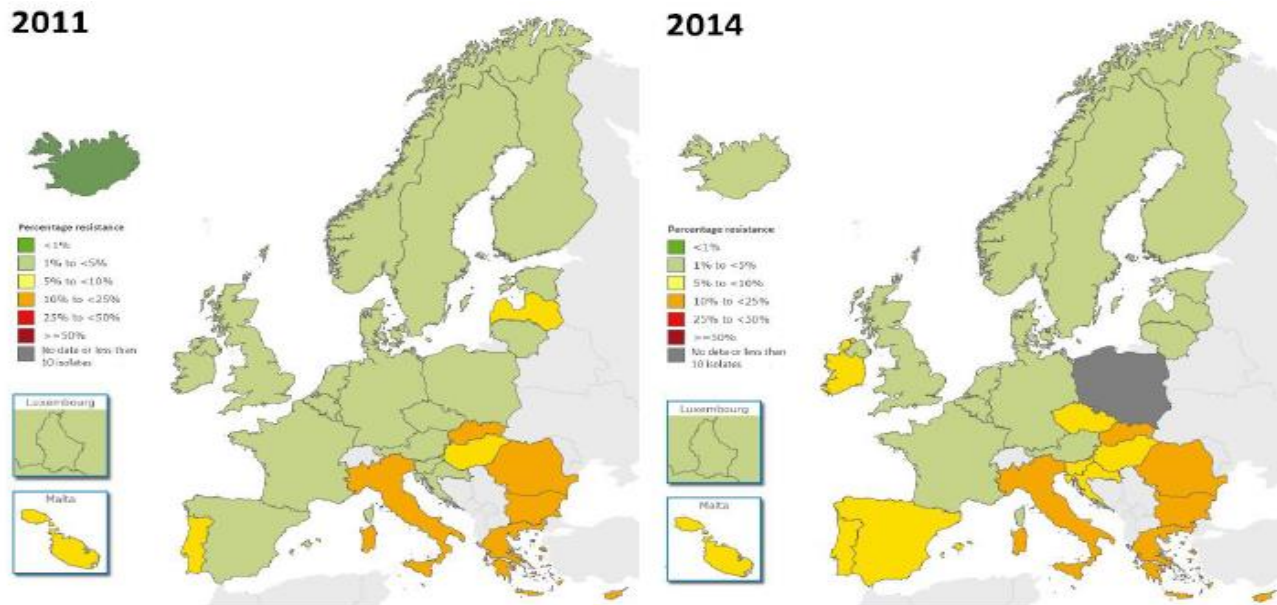 2011
Percentage resistance
<1%
1% to <5%
5% to <10%
10% to <25%
25% to <50%
>=50%
No data or less than
10 isolates
Luxembourg
Malta
2014
Percentage resistance
<1%
1% to <5%
5% to <10%
10% to <25%
25% to <50%
>=50%
No data or less than
10 isolates
Luxembourg
Malta